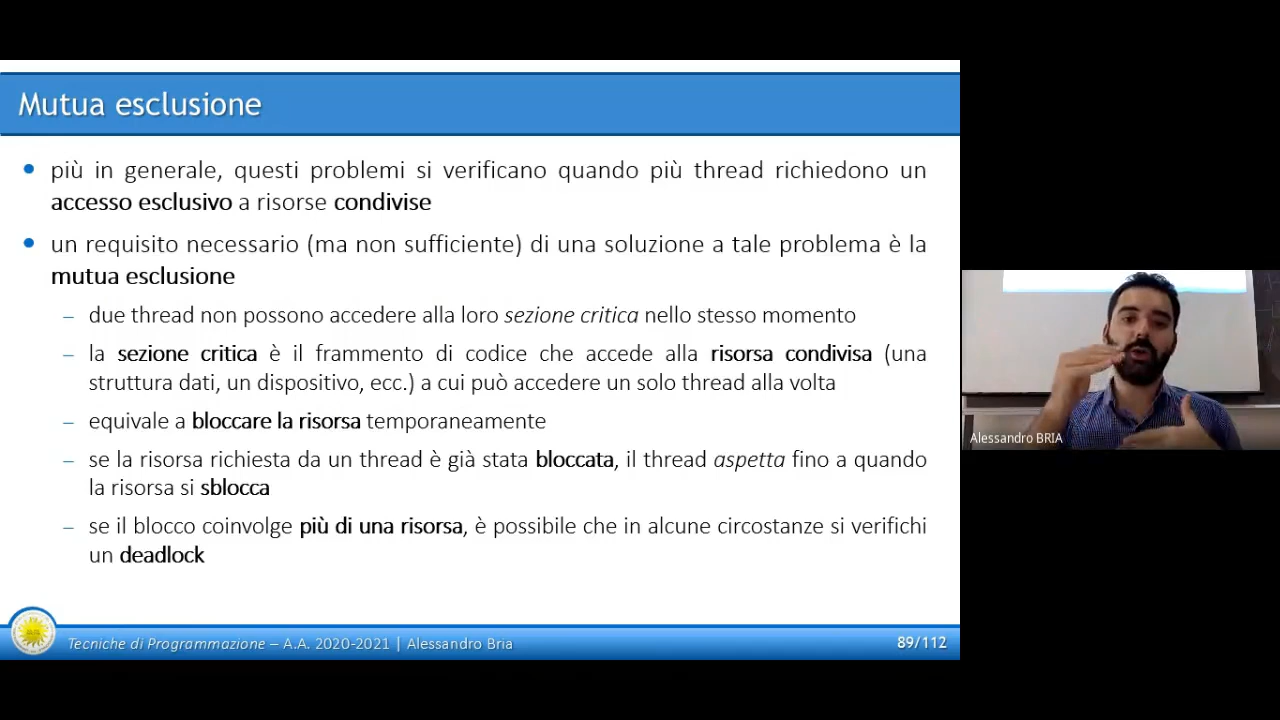 Mutua esclusione
più in generale, questi problemi si verificano quando più thread richiedono un
accesso esclusivo a risorse condivise
un requisito necessario (ma non sufficiente) di una soluzione a tale problema è la
mutua esclusione
– due thread non possono accedere alla loro sezione critica nello stesso momento
– la sezione critica è il frammento di codice che accede alla risorsa condivisa (una
struttura dati, un dispositivo, ecc.) a cui può accedere un solo thread alla volta
– equivale a bloccare la risorsa temporaneamente
– se la risorsa richiesta da un thread è già stata bloccata, il thread aspetta fino a quando
la risorsa si sblocca
– se il blocco coinvolge più di una risorsa, è possibile che in alcune circostanze si verifichi
un deadlock
Tecniche di Programmazione – A.A. 2020-2021 | Alessandro Bria
89/112
Alessandro BRIA